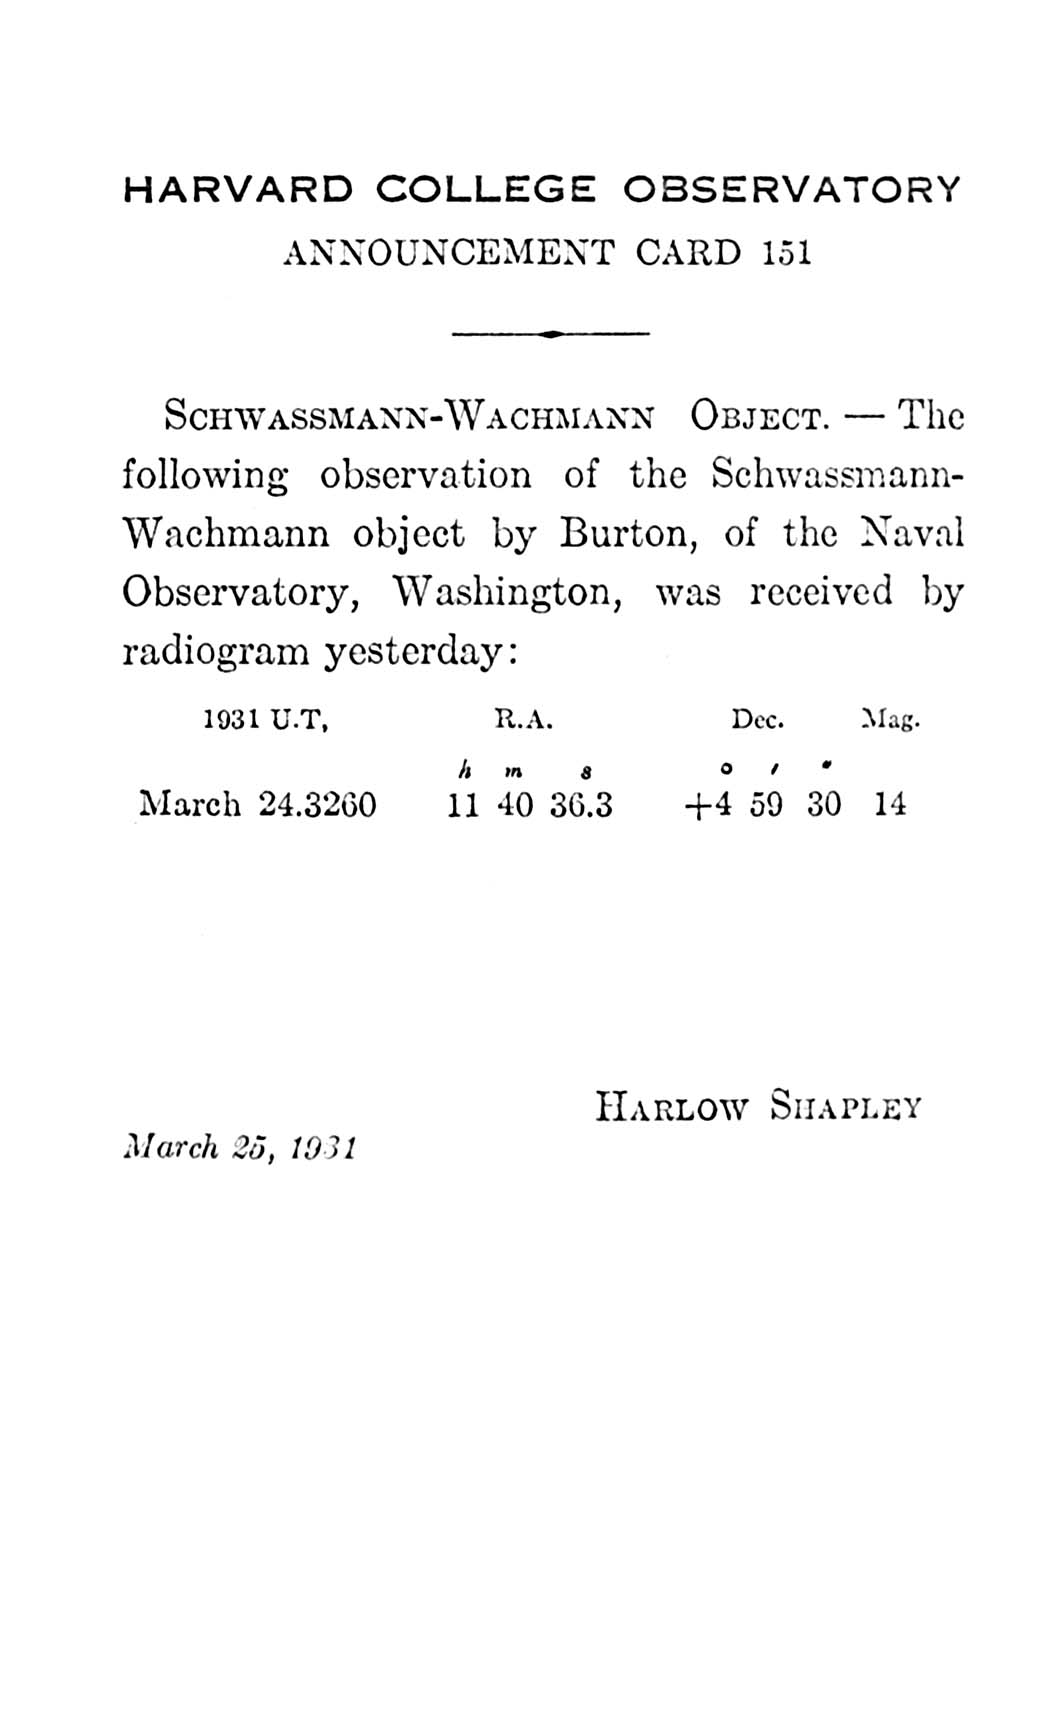 HARVARD COLLEGE OBSERVATORY
ANNOUNCEMENT CARD 151
SCHWASSMANN-WACHMANN OBJECT. — The
following observation of the Schwassmann-
Wachmann object by Burton, of the Naval
Observatory, Washington, was received by
radiogram yesterday:
1931 U.T, R.A. Dec. Mag.
h m s ° ′ ″
March 24.3260 11 40 36.3 +4 59 30 14
HARLOW SHAPLEY
March 25, 1931